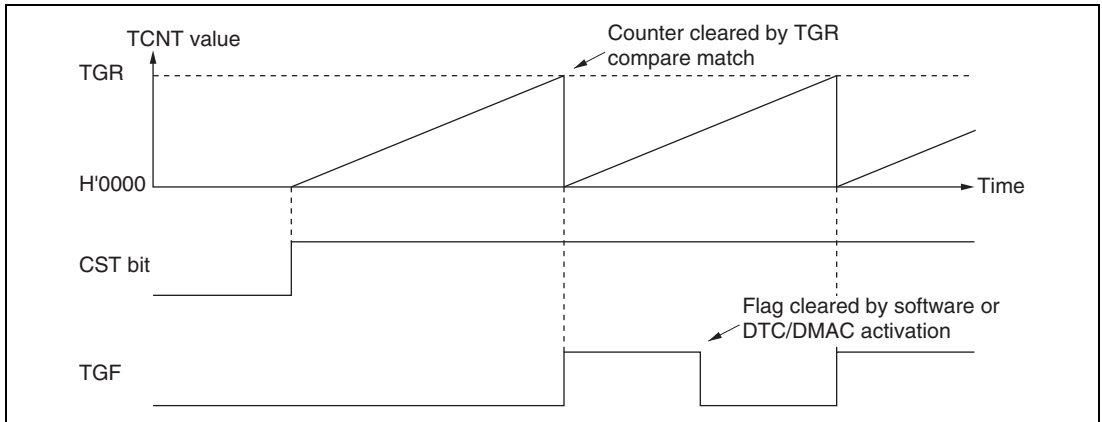 TCNT value
Counter cleared by TGR
compare match
TGR
H'0000
Time
CST bit
Flag cleared by software or
DTC/DMAC activation
TGF